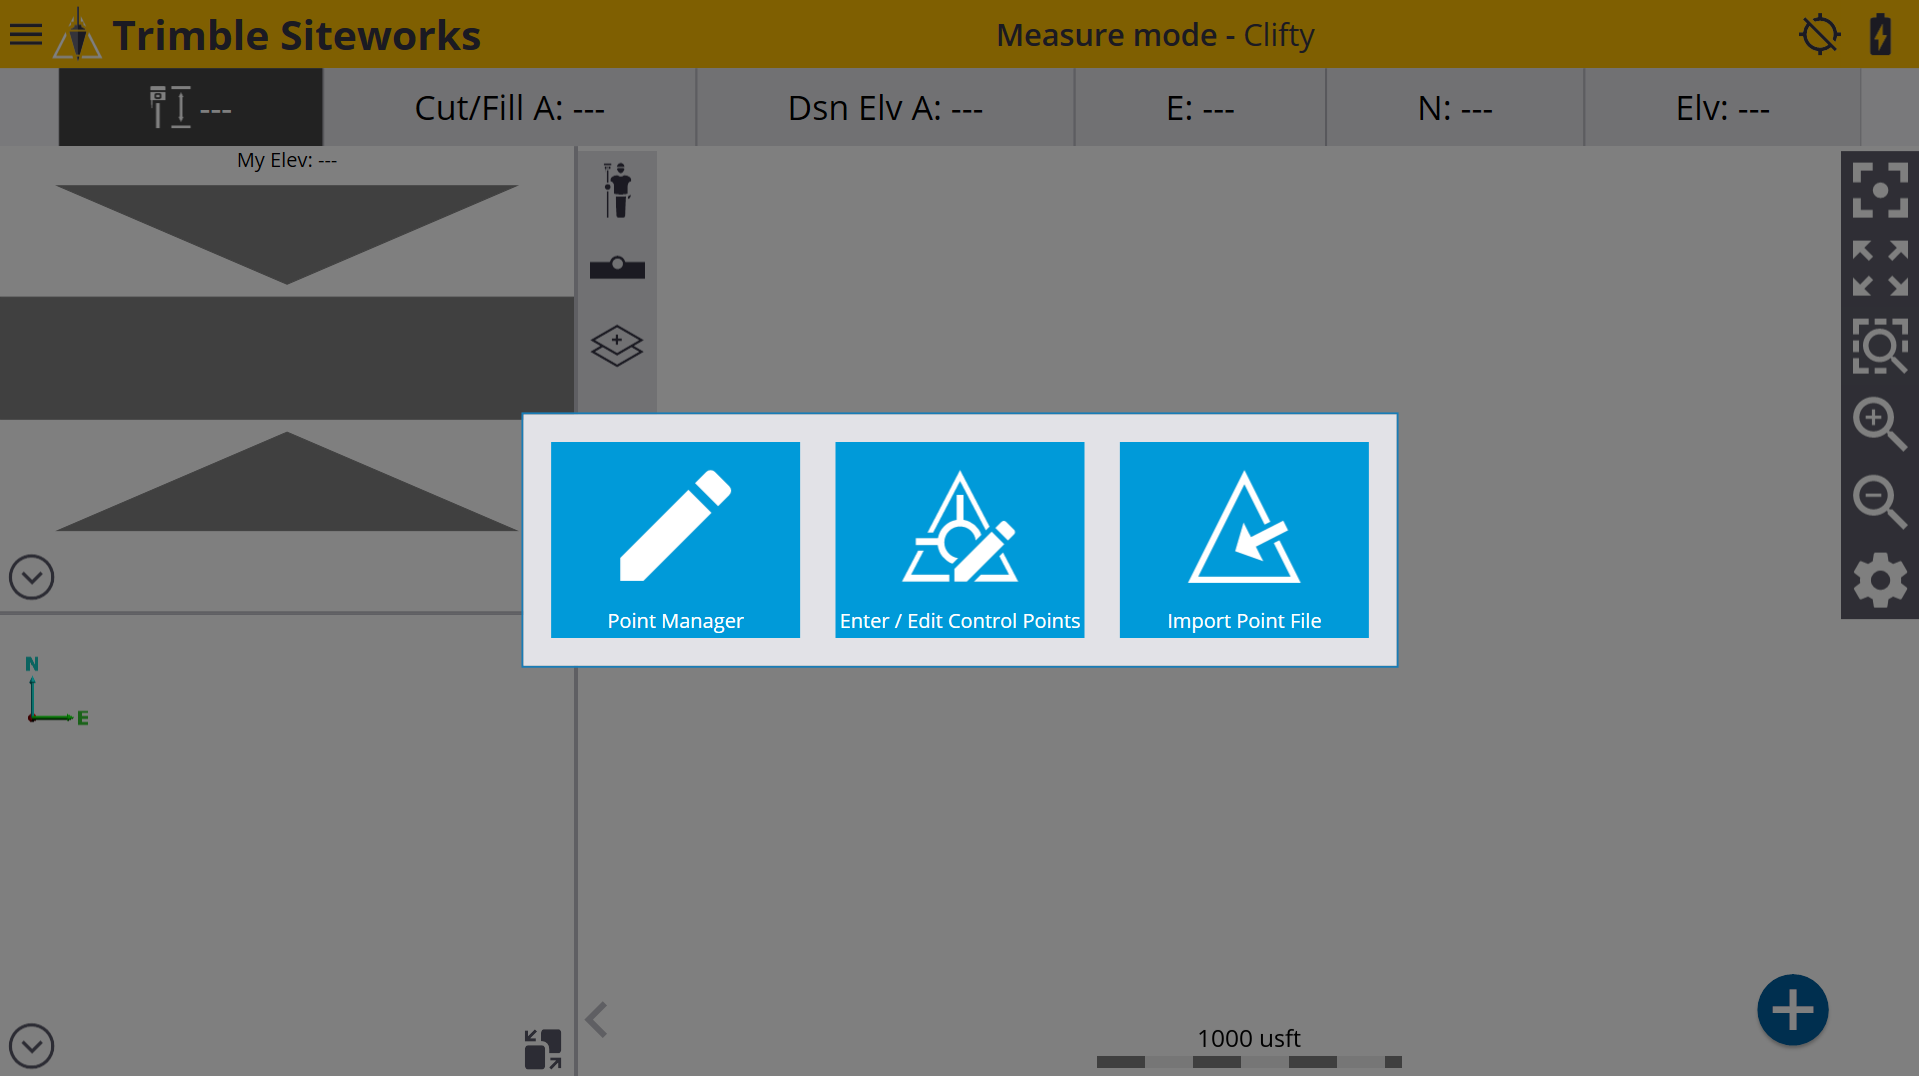 Trimble Siteworks
Measure mode - Clifty
---
Cut/Fill A: ---
Dsn Elv A: ---
E: ---
N: ---
Elv: ---
My Elev: ---
Point Manager
Enter / Edit Control Points
Import Point File
N
E
1000 usft